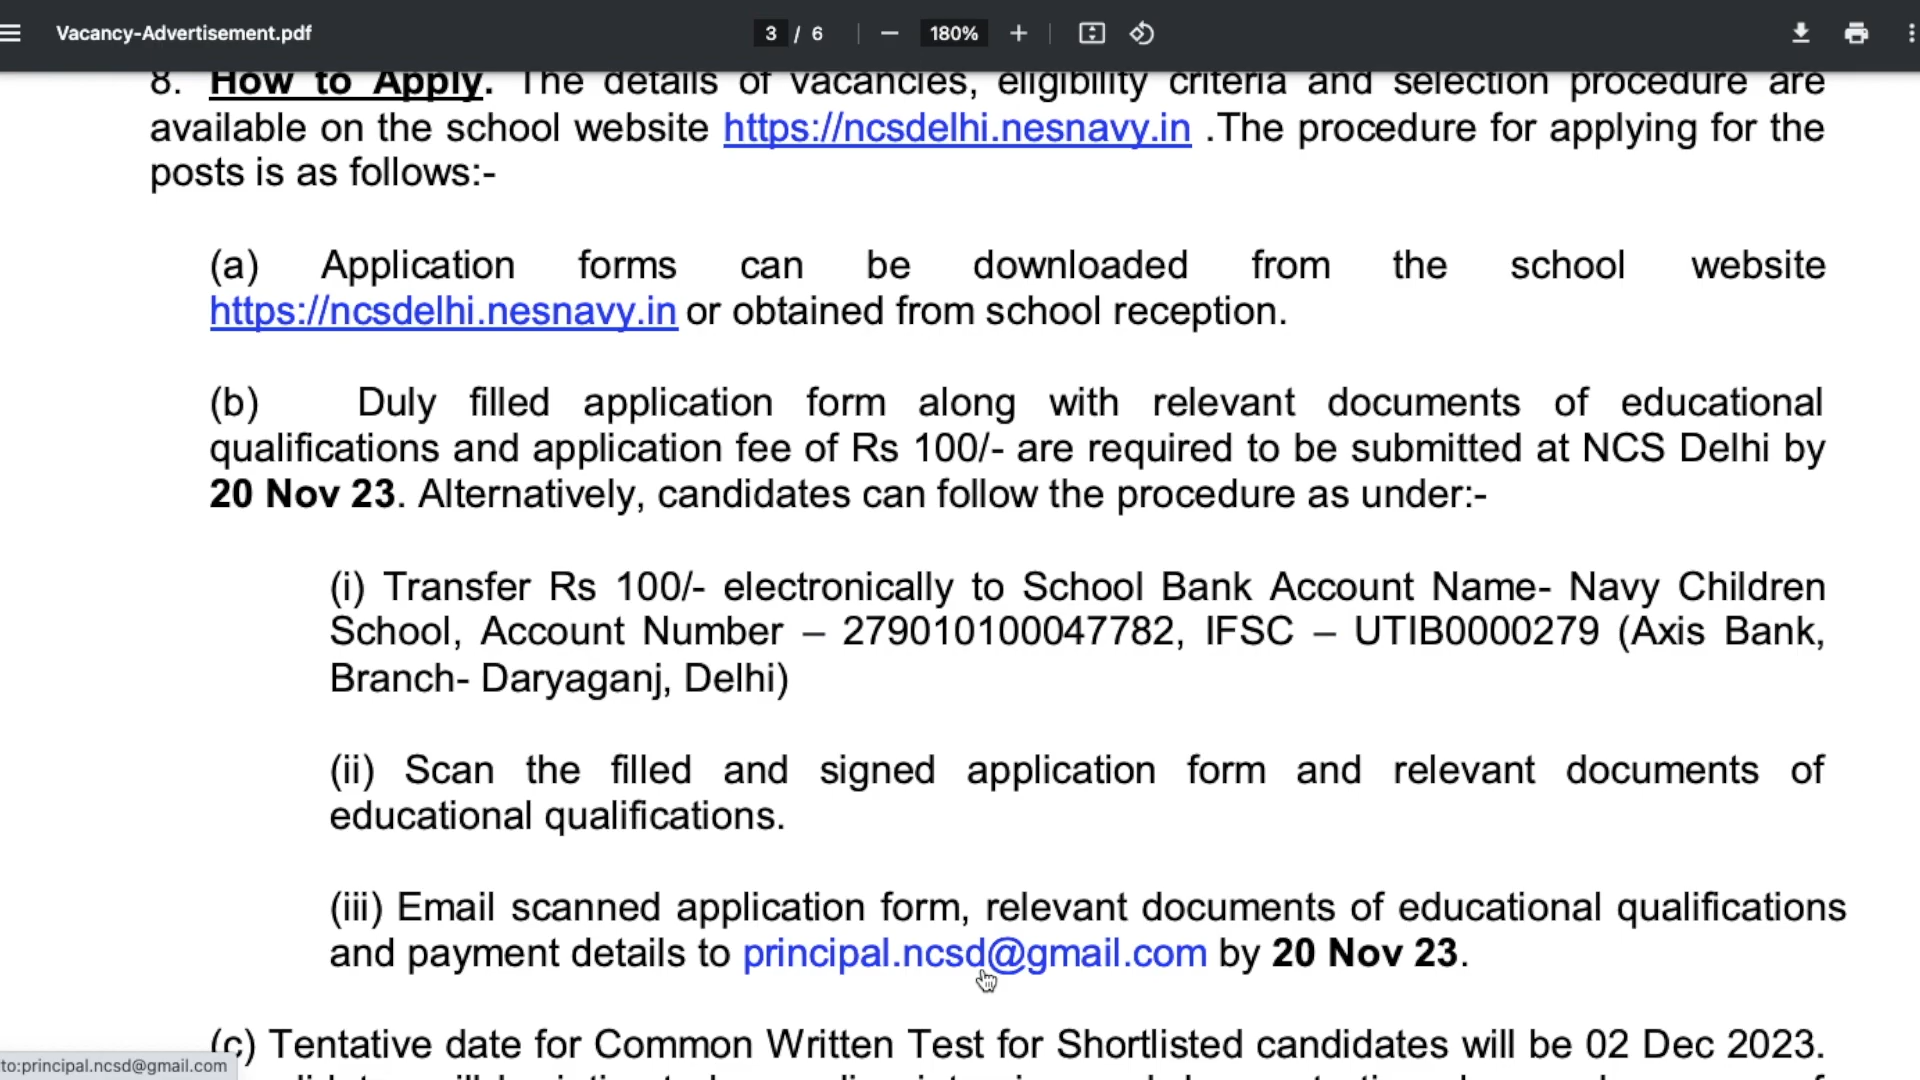 Vacancy-Advertisement.pdf
3 / 6
180%
8. How to Apply. The details of vacancies, eligibility criteria and selection procedure are
available on the school website https://ncsdelhi.nesnavy.in .The procedure for applying for the
posts is as follows:-
(a) Application forms can be downloaded from the school website
https://ncsdelhi.nesnavy.in or obtained from school reception.
(b) Duly filled application form along with relevant documents of educational
qualifications and application fee of Rs 100/- are required to be submitted at NCS Delhi by
20 Nov 23. Alternatively, candidates can follow the procedure as under:-
(i) Transfer Rs 100/- electronically to School Bank Account Name- Navy Children
School, Account Number – 279010100047782, IFSC – UTIB0000279 (Axis Bank,
Branch- Daryaganj, Delhi)
(ii) Scan the filled and signed application form and relevant documents of
educational qualifications.
(iii) Email scanned application form, relevant documents of educational qualifications
and payment details to principal.ncsd@gmail.com by 20 Nov 23.
(c) Tentative date for Common Written Test for Shortlisted candidates will be 02 Dec 2023.
to:principal.ncsd@gmail.com